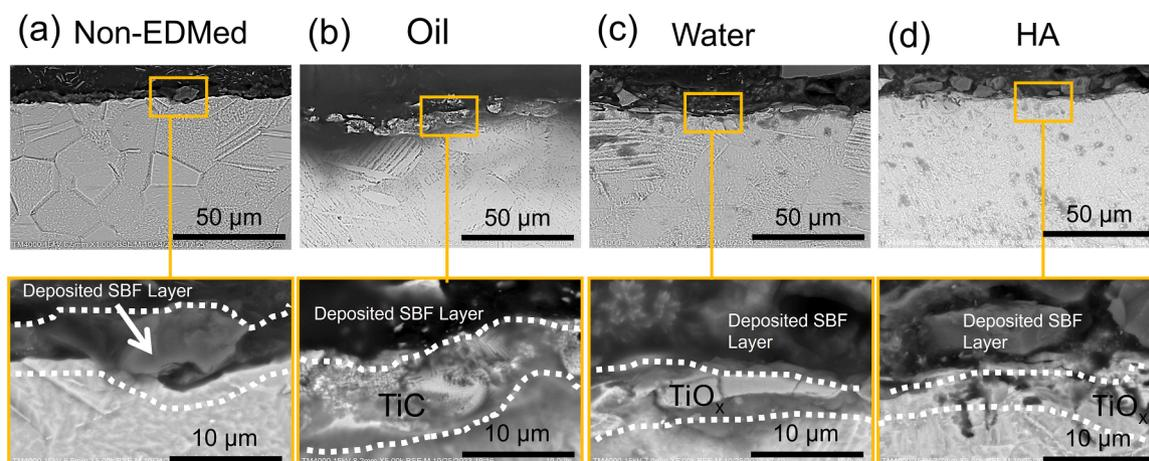 (a) Non-EDMed
(b) Oil
(c) Water
(d) HA
50 µm
50 µm
50 µm
50 µm
Deposited SBF Layer
10 µm
Deposited SBF Layer
TiC
10 µm
Deposited SBF
Layer
TiOx
10 µm
Deposited SBF
Layer
TiOx
10 µm